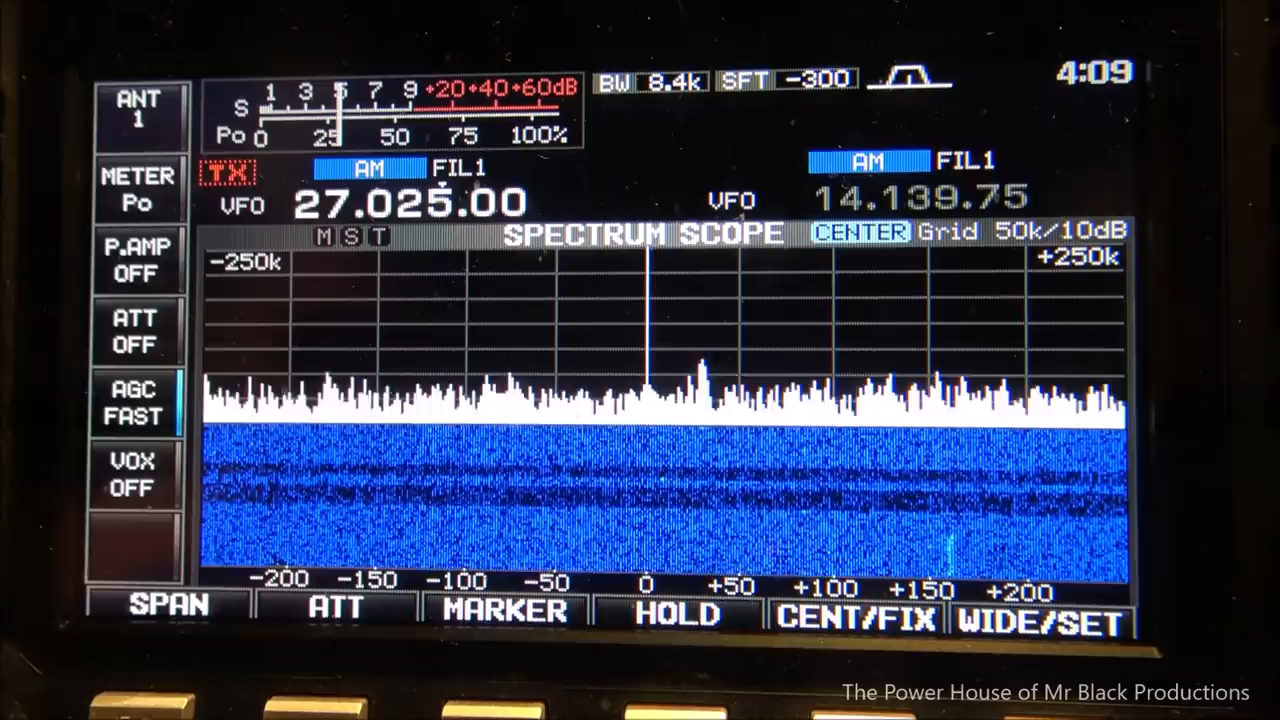 ANT
1
S 1 3 5 7 9 +20+40+60dB
Po 0 25 50 75 100%
BW 8.4k SFT -300
4:09
METER
Po
TX AM FIL1
VFO 27.025.00
AM FIL1
VFO 14.139.75
M S T SPECTRUM SCOPE CENTER Grid 50k/10dB
-250k +250k
P.AMP
OFF
ATT
OFF
AGC
FAST
VOX
OFF
-200 -150 -100 -50 0 +50 +100 +150 +200
SPAN ATT MARKER HOLD CENT/FIX WIDE/SET
The Power House of Mr Black Productions